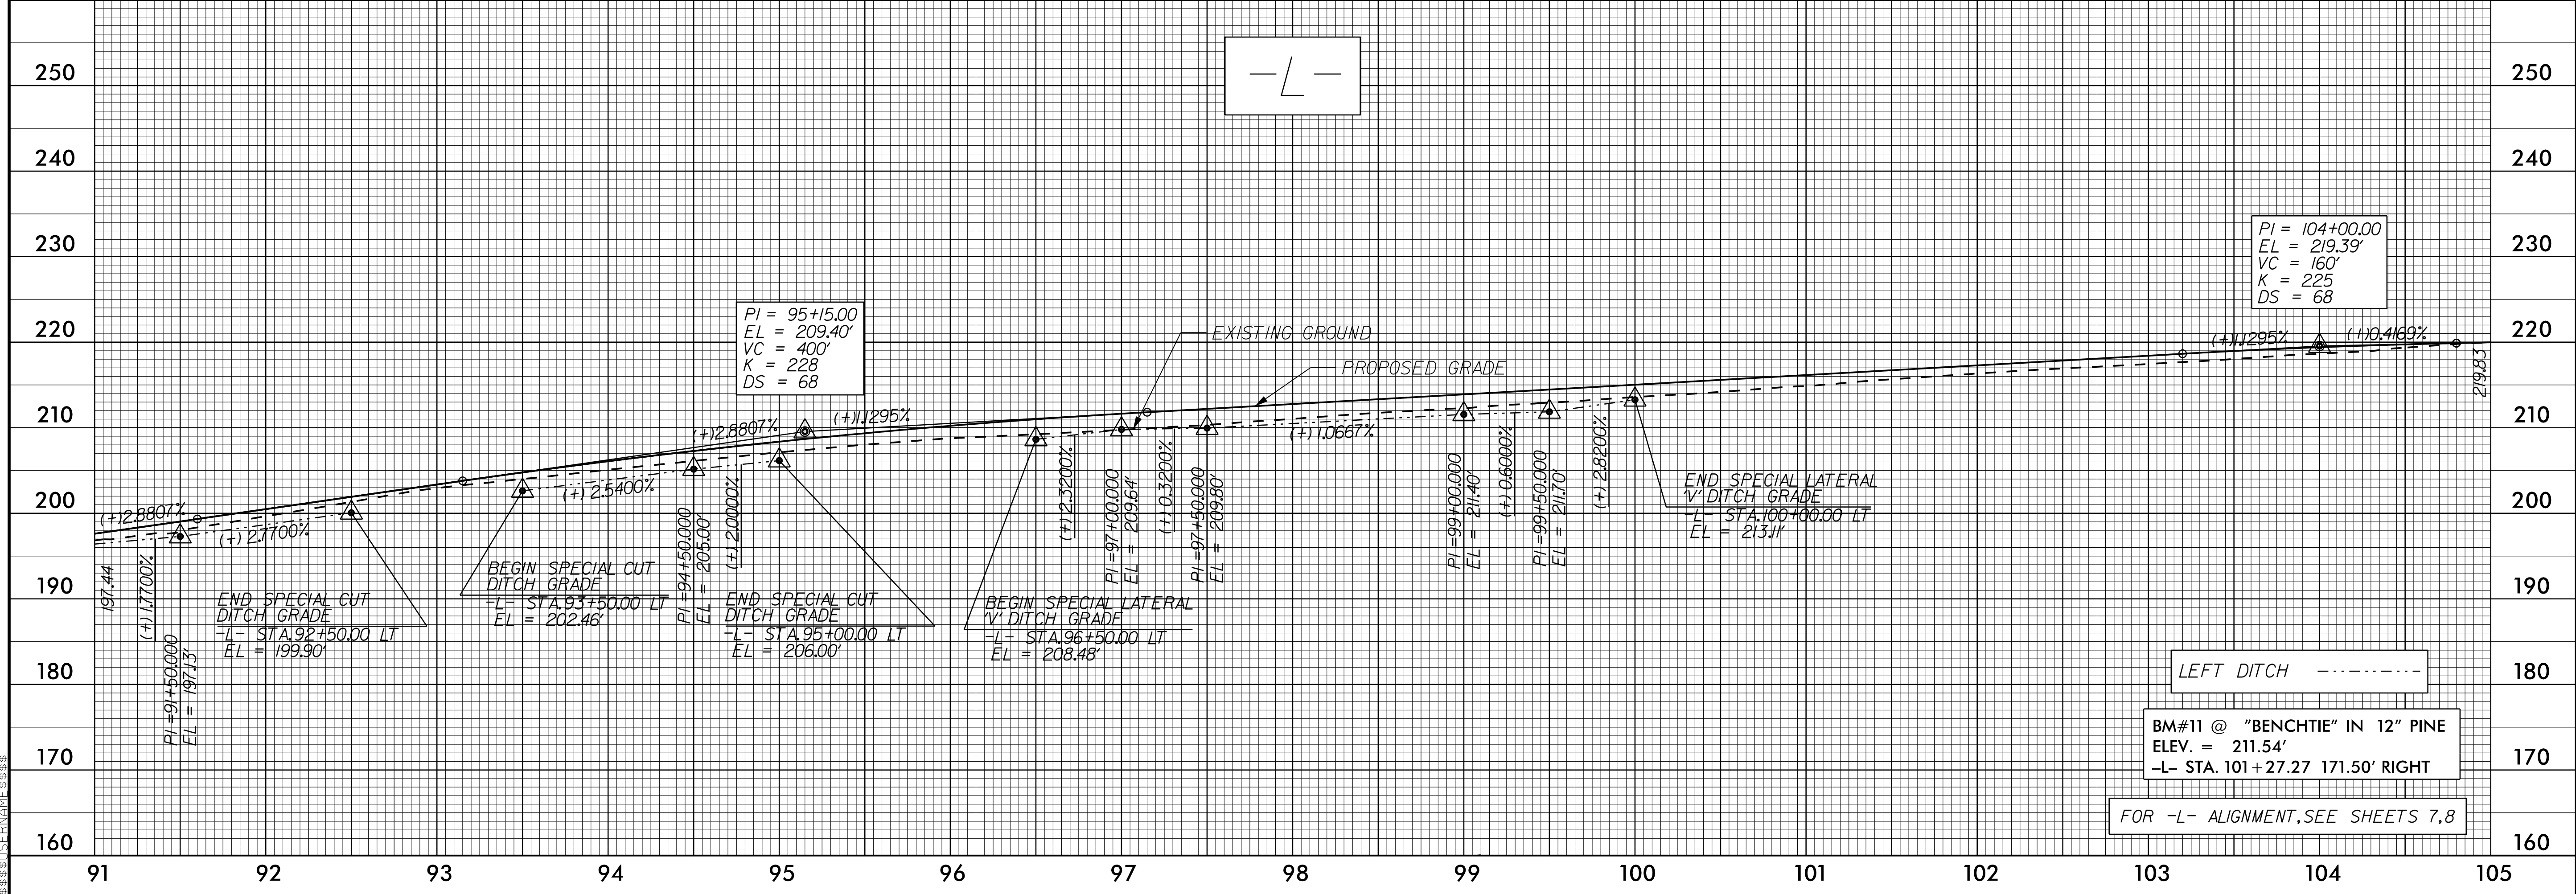 -L-
250
240
230
220
210
200
190
180
170
160
250
240
230
220
210
200
190
180
170
160
PI = 95+15.00
EL = 209.40'
VC = 400'
K = 228
DS = 68
PI = 104+00.00
EL = 219.39'
VC = 160'
K = 225
DS = 68
EXISTING GROUND
PROPOSED GRADE
(+)2.8807%
(+)2.8807%
(+)1.1295%
(+)1.1295%
(+)0.4169%
197.44
219.83
(+)1.7700%
PI =91+50.000
EL = 197.13'
(+) 2.7700%
END SPECIAL CUT
DITCH GRADE
-L- STA.92+50.00 LT
EL = 199.90'
BEGIN SPECIAL CUT
DITCH GRADE
-L- STA.93+50.00 LT
EL = 202.46'
(+) 2.5400%
PI =94+50.000
EL = 205.00'
(+) 2.0000%
END SPECIAL CUT
DITCH GRADE
-L- STA.95+00.00 LT
EL = 206.00'
BEGIN SPECIAL LATERAL
'V' DITCH GRADE
-L- STA.96+50.00 LT
EL = 208.48'
(+) 2.3200%
PI =97+00.000
EL = 209.64'
(+) 0.3200%
PI =97+50.000
EL = 209.80'
(+) 1.0667%
PI =99+00.000
EL = 211.40'
(+) 0.6000%
PI =99+50.000
EL = 211.70'
(+) 2.8200%
END SPECIAL LATERAL
'V' DITCH GRADE
-L- STA.100+00.00 LT
EL = 213.11'
LEFT DITCH
BM#11 @ "BENCHTIE" IN 12" PINE
ELEV. = 211.54'
-L- STA. 101+27.27 171.50' RIGHT
FOR -L- ALIGNMENT,SEE SHEETS 7,8
91 92 93 94 95 96 97 98 99 100 101 102 103 104 105